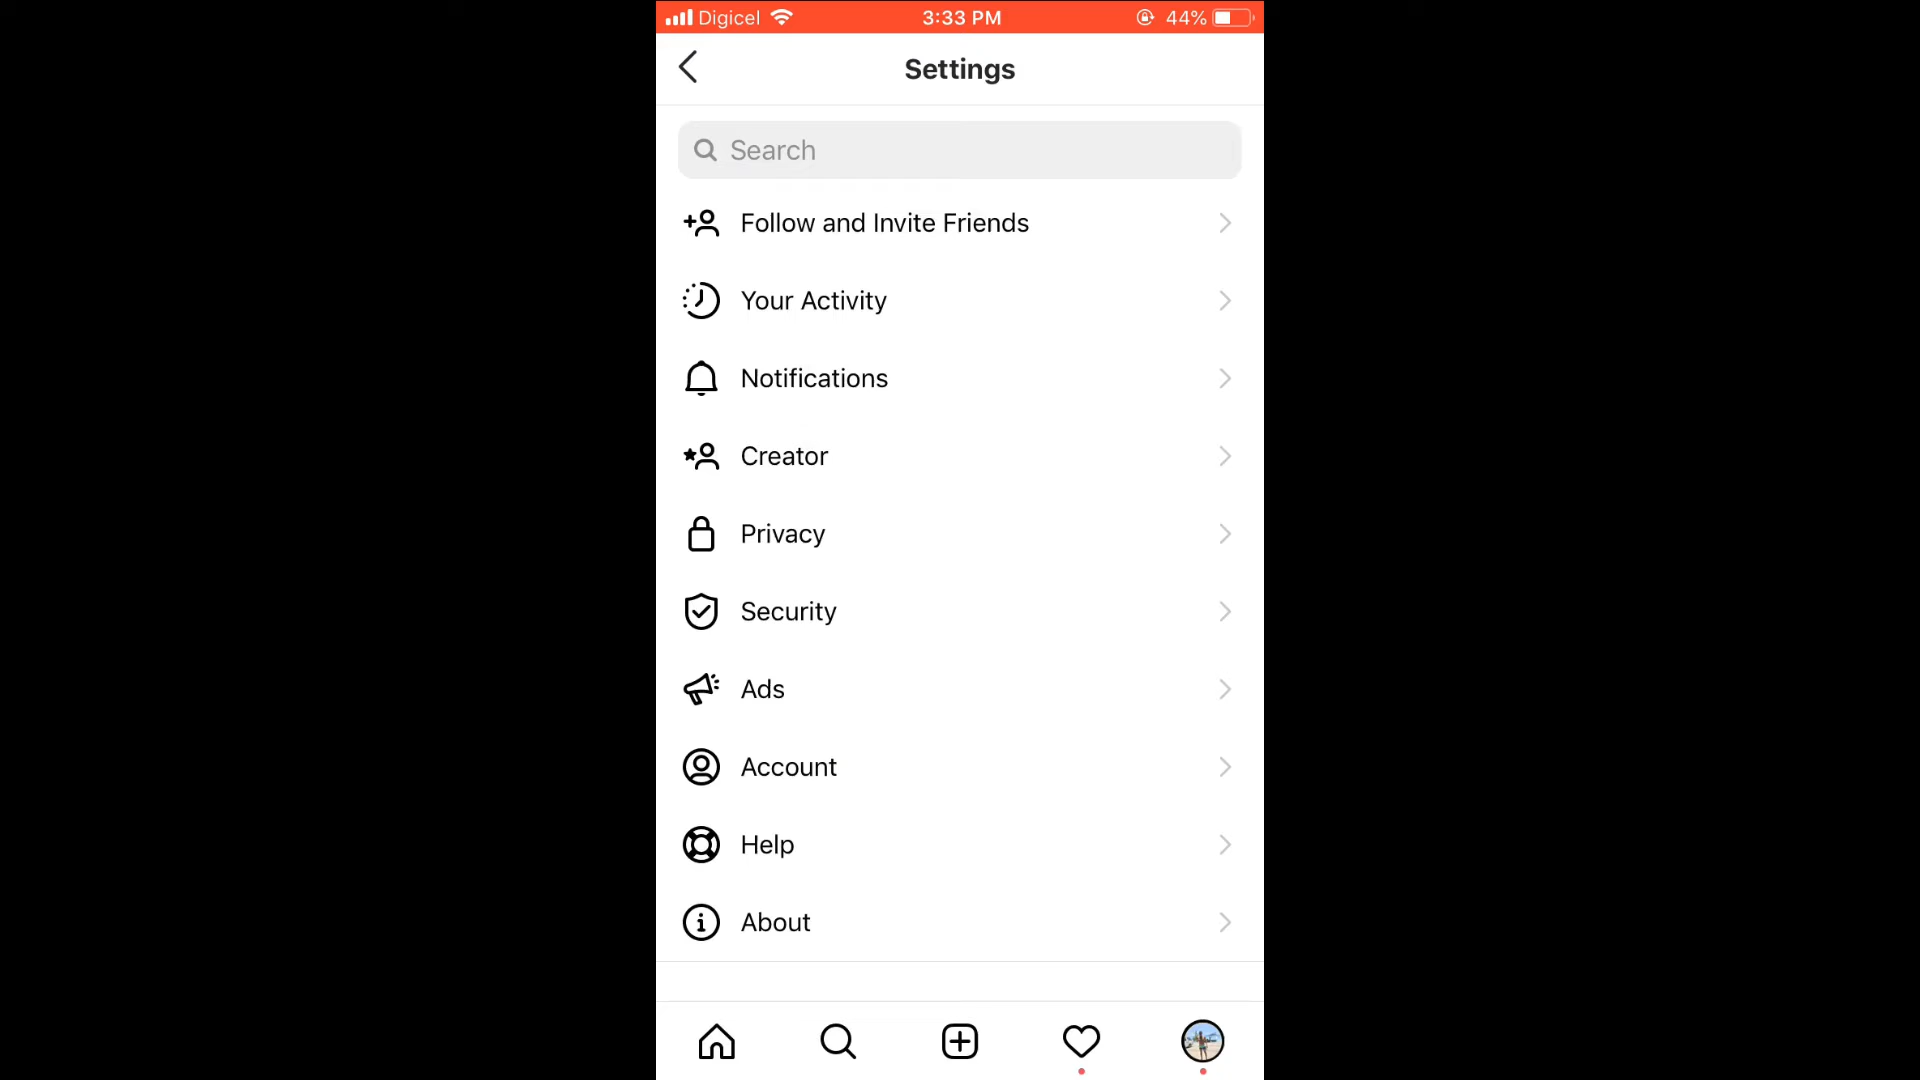 Digicel 3:33 PM 44%
Settings
Search
Follow and Invite Friends
Your Activity
Notifications
Creator
Privacy
Security
Ads
Account
Help
About